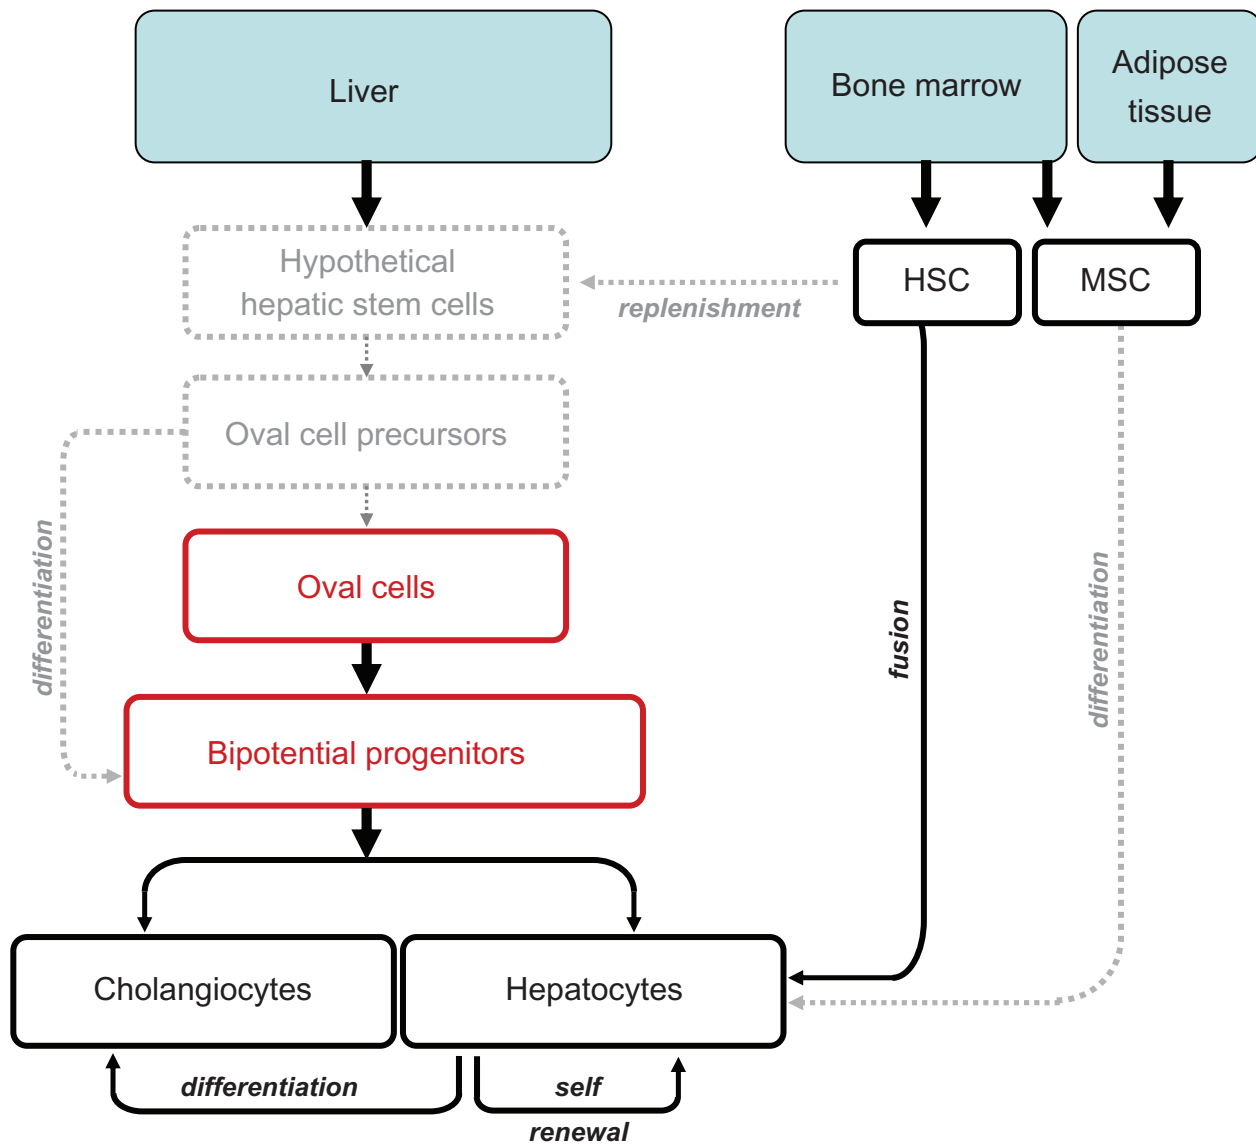 Liver
Bone marrow
Adipose
tissue
Hypothetical
hepatic stem cells
replenishment
HSC
MSC
Oval cell precursors
differentiation
Oval cells
fusion
differentiation
Bipotential progenitors
Cholangiocytes
Hepatocytes
differentiation
self
renewal